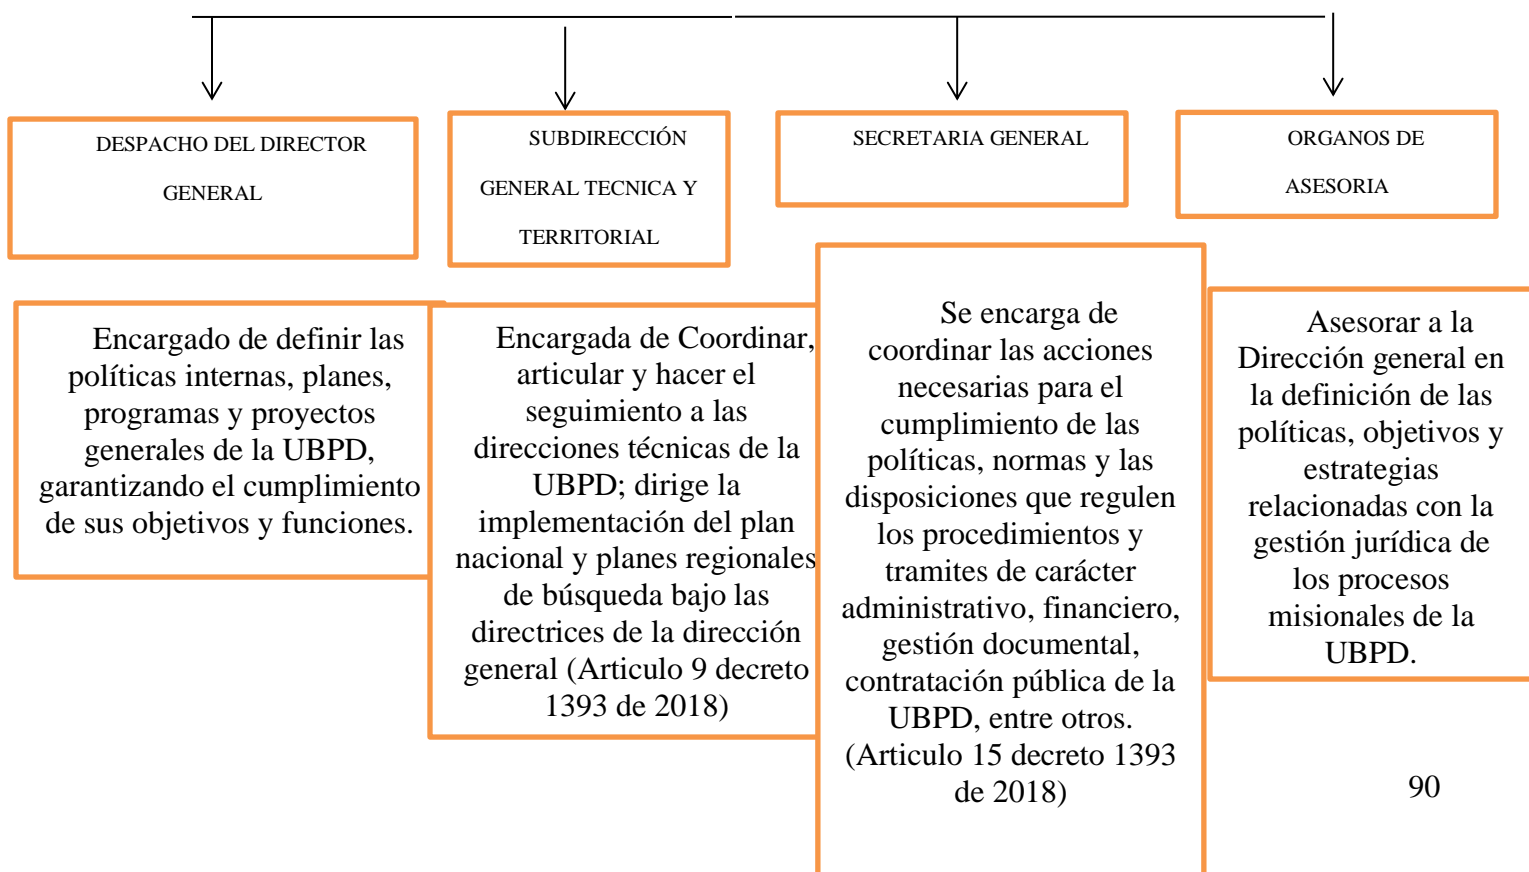 DESPACHO DEL DIRECTOR
GENERAL
SUBDIRECCIÓN
GENERAL TECNICA Y
TERRITORIAL
SECRETARIA GENERAL
ORGANOS DE
ASESORIA
Encargado de definir las
políticas internas, planes,
programas y proyectos
generales de la UBPD,
garantizando el cumplimiento
de sus objetivos y funciones.
Encargada de Coordinar,
articular y hacer el
seguimiento a las
direcciones técnicas de la
UBPD; dirige la
implementación del plan
nacional y planes regionales
de búsqueda bajo las
directrices de la dirección
general (Articulo 9 decreto
1393 de 2018)
Se encarga de
coordinar las acciones
necesarias para el
cumplimiento de las
políticas, normas y las
disposiciones que regulen
los procedimientos y
tramites de carácter
administrativo, financiero,
gestión documental,
contratación pública de la
UBPD, entre otros.
(Articulo 15 decreto 1393
de 2018)
Asesorar a la
Dirección general en
la definición de las
políticas, objetivos y
estrategias
relacionadas con la
gestión jurídica de
los procesos
misionales de la
UBPD.
90